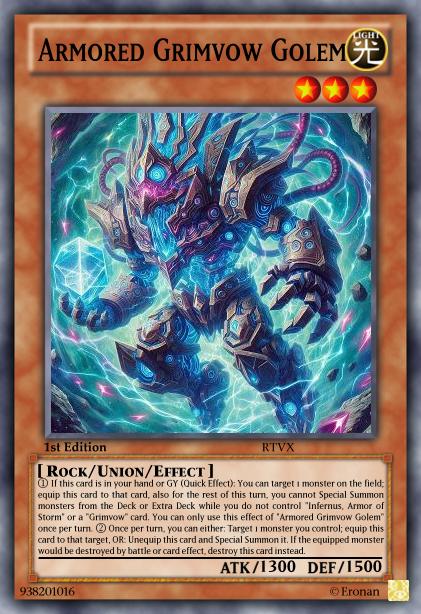 Armored Grimvow Golem
LIGHT
光
1st Edition
RTVX
[ Rock/Union/Effect ]
① If this card is in your hand or GY (Quick Effect): You can target 1 monster on the field;
equip this card to that card, also for the rest of this turn, you cannot Special Summon
monsters from the Deck or Extra Deck while you do not control "Infernus, Armor of
Storm" or a "Grimvow" card. You can only use this effect of "Armored Grimvow Golem"
once per turn. ② Once per turn, you can either: Target 1 monster you control; equip this
card to that target, OR: Unequip this card and Special Summon it. If the equipped monster
would be destroyed by battle or card effect, destroy this card instead.
ATK/1300 DEF/1500
938201016
© Eronan